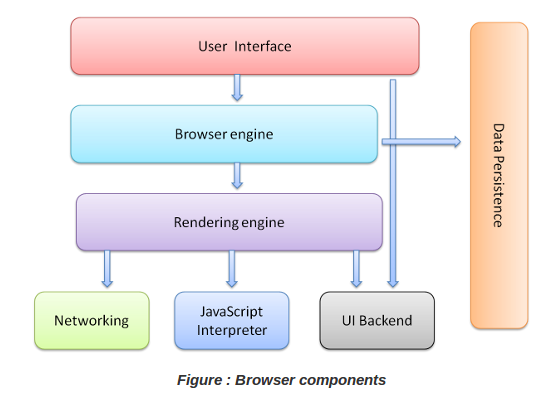 User Interface
Browser engine
Data Persistence
Rendering engine
Networking
JavaScript
Interpreter
UI Backend
Figure : Browser components